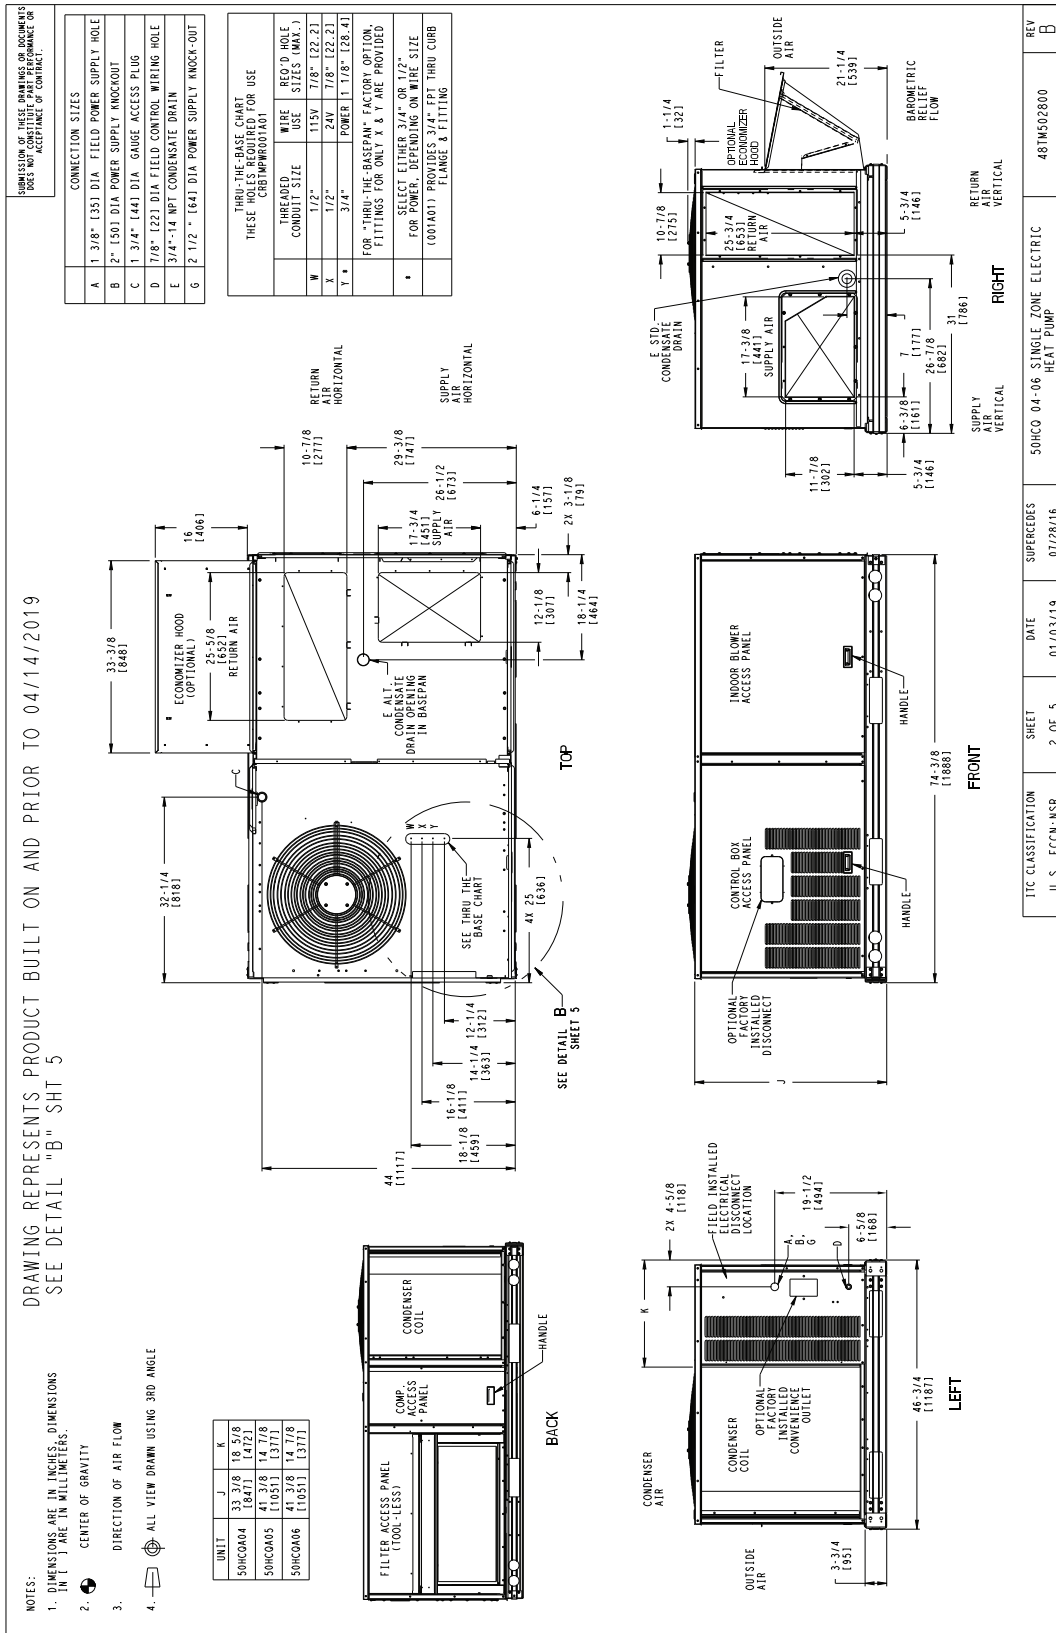 DRAWING REPRESENTS PRODUCT BUILT ON AND PRIOR TO 04/14/2019
SEE DETAIL "B" SHT 5
SUBMISSION OF THESE DRAWINGS OR DOCUMENTS
DOES NOT CONSTITUTE PART PERFORMANCE OR
ACCEPTANCE OF CONTRACT.
NOTES:
1. DIMENSIONS ARE IN INCHES, DIMENSIONS
IN [ ] ARE IN MILLIMETERS.
2. CENTER OF GRAVITY
3. DIRECTION OF AIR FLOW
4. ALL VIEW DRAWN USING 3RD ANGLE
UNIT J K
50HCQA04 33 3/8 [847] 18 5/8 [472]
50HCQA05 41 3/8 [1051] 14 7/8 [377]
50HCQA06 41 3/8 [1051] 14 7/8 [377]
CONNECTION SIZES
A 1 3/8" [35] DIA FIELD POWER SUPPLY HOLE
B 2" [50] DIA POWER SUPPLY KNOCKOUT
C 1 3/4" [44] DIA GAUGE ACCESS PLUG
D 7/8" [22] DIA FIELD CONTROL WIRING HOLE
E 3/4"-14 NPT CONDENSATE DRAIN
G 2 1/2 " [64] DIA POWER SUPPLY KNOCK-OUT
THRU-THE-BASE CHART
THESE HOLES REQUIRED FOR USE
CRBTMPWR001A01
THREADED CONDUIT SIZE WIRE USE REQ'D HOLE SIZES (MAX.)
W 1/2" 115V 7/8" [22.2]
X 1/2" 24V 7/8" [22.2]
Y * 3/4" POWER 1 1/8" [28.4]
FOR "THRU-THE-BASEPAN" FACTORY OPTION,
FITTINGS FOR ONLY X & Y ARE PROVIDED
* SELECT EITHER 3/4" OR 1/2"
FOR POWER, DEPENDING ON WIRE SIZE
(001A01) PROVIDES 3/4" FPT THRU CURB
FLANGE & FITTING
33-3/8
[848]
16
[406]
ECONOMIZER HOOD
(OPTIONAL)
25-5/8
[652]
RETURN AIR
32-1/4
[818]
C
10-7/8
[277]
RETURN
AIR
HORIZONTAL
29-3/8
[747]
26-1/2
[673]
17-3/4
[451]
SUPPLY
AIR
SUPPLY
AIR
HORIZONTAL
6-1/4
[157]
2X 3-1/8
[79]
12-1/8
[307]
18-1/4
[464]
E ALT.
CONDENSATE
DRAIN OPENING
IN BASEPAN
W
X
Y
SEE THRU THE
BASE CHART
4X 25
[636]
12-1/4
[312]
14-1/4
[363]
16-1/8
[411]
18-1/8
[459]
44
[1117]
SEE DETAIL B
SHEET 5
TOP
FILTER ACCESS PANEL
(TOOL-LESS)
COMP.
ACCESS
PANEL
CONDENSER
COIL
HANDLE
BACK
CONDENSER
AIR
OUTSIDE
AIR
CONDENSER
COIL
OPTIONAL
FACTORY
INSTALLED
CONVENIENCE
OUTLET
K
2X 4-5/8
[118]
FIELD INSTALLED
ELECTRICAL
DISCONNECT
LOCATION
A,
B,
G
D
19-1/2
[494]
6-5/8
[168]
3-3/4
[95]
46-3/4
[1187]
LEFT
OPTIONAL
FACTORY
INSTALLED
DISCONNECT
CONTROL BOX
ACCESS PANEL
INDOOR BLOWER
ACCESS PANEL
HANDLE
HANDLE
J
74-3/8
[1888]
FRONT
E STD.
CONDENSATE
DRAIN
10-7/8
[275]
1-1/4
[32]
OPTIONAL
ECONOMIZER
HOOD
FILTER
OUTSIDE
AIR
21-1/4
[539]
BAROMETRIC
RELIEF
FLOW
25-3/4
[653]
RETURN
AIR
17-3/8
[441]
SUPPLY AIR
11-7/8
[302]
5-3/4
[146]
6-3/8
[161]
7
[177]
26-7/8
[682]
31
[786]
5-3/4
[146]
SUPPLY
AIR
VERTICAL
RETURN
AIR
VERTICAL
RIGHT
ITC CLASSIFICATION
U.S. ECCN:NSR
SHEET
2 OF 5
DATE
01/03/19
SUPERCEDES
07/28/16
50HCQ 04-06 SINGLE ZONE ELECTRIC
HEAT PUMP
48TM502800
REV
B